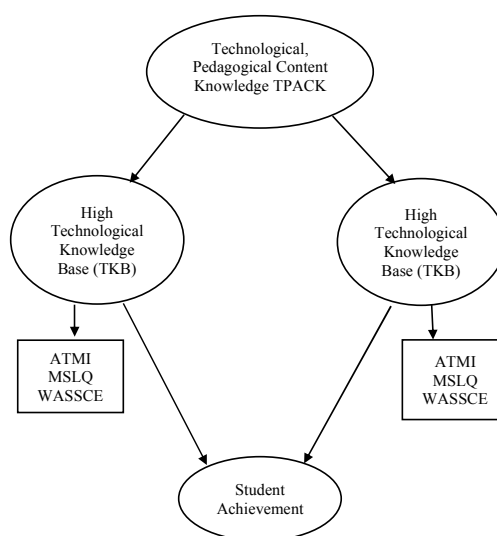 Technological,
Pedagogical Content
Knowledge TPACK
High
Technological
Knowledge
Base (TKB)
High
Technological
Knowledge
Base (TKB)
ATMI
MSLQ
WASSCE
ATMI
MSLQ
WASSCE
Student
Achievement